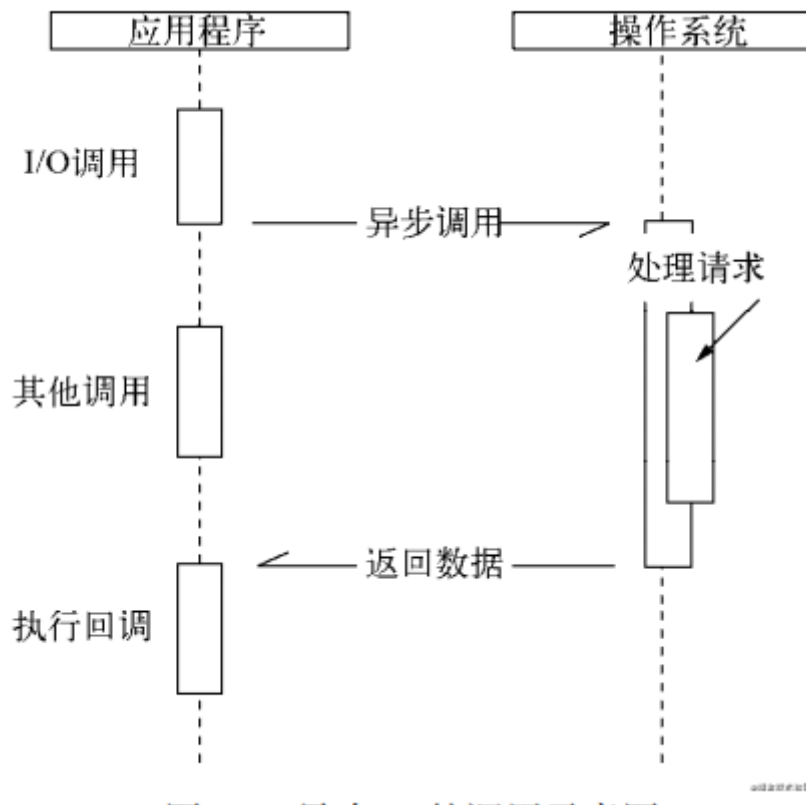 应用程序
操作系统
I/O调用
异步调用
处理请求
其他调用
返回数据
执行回调